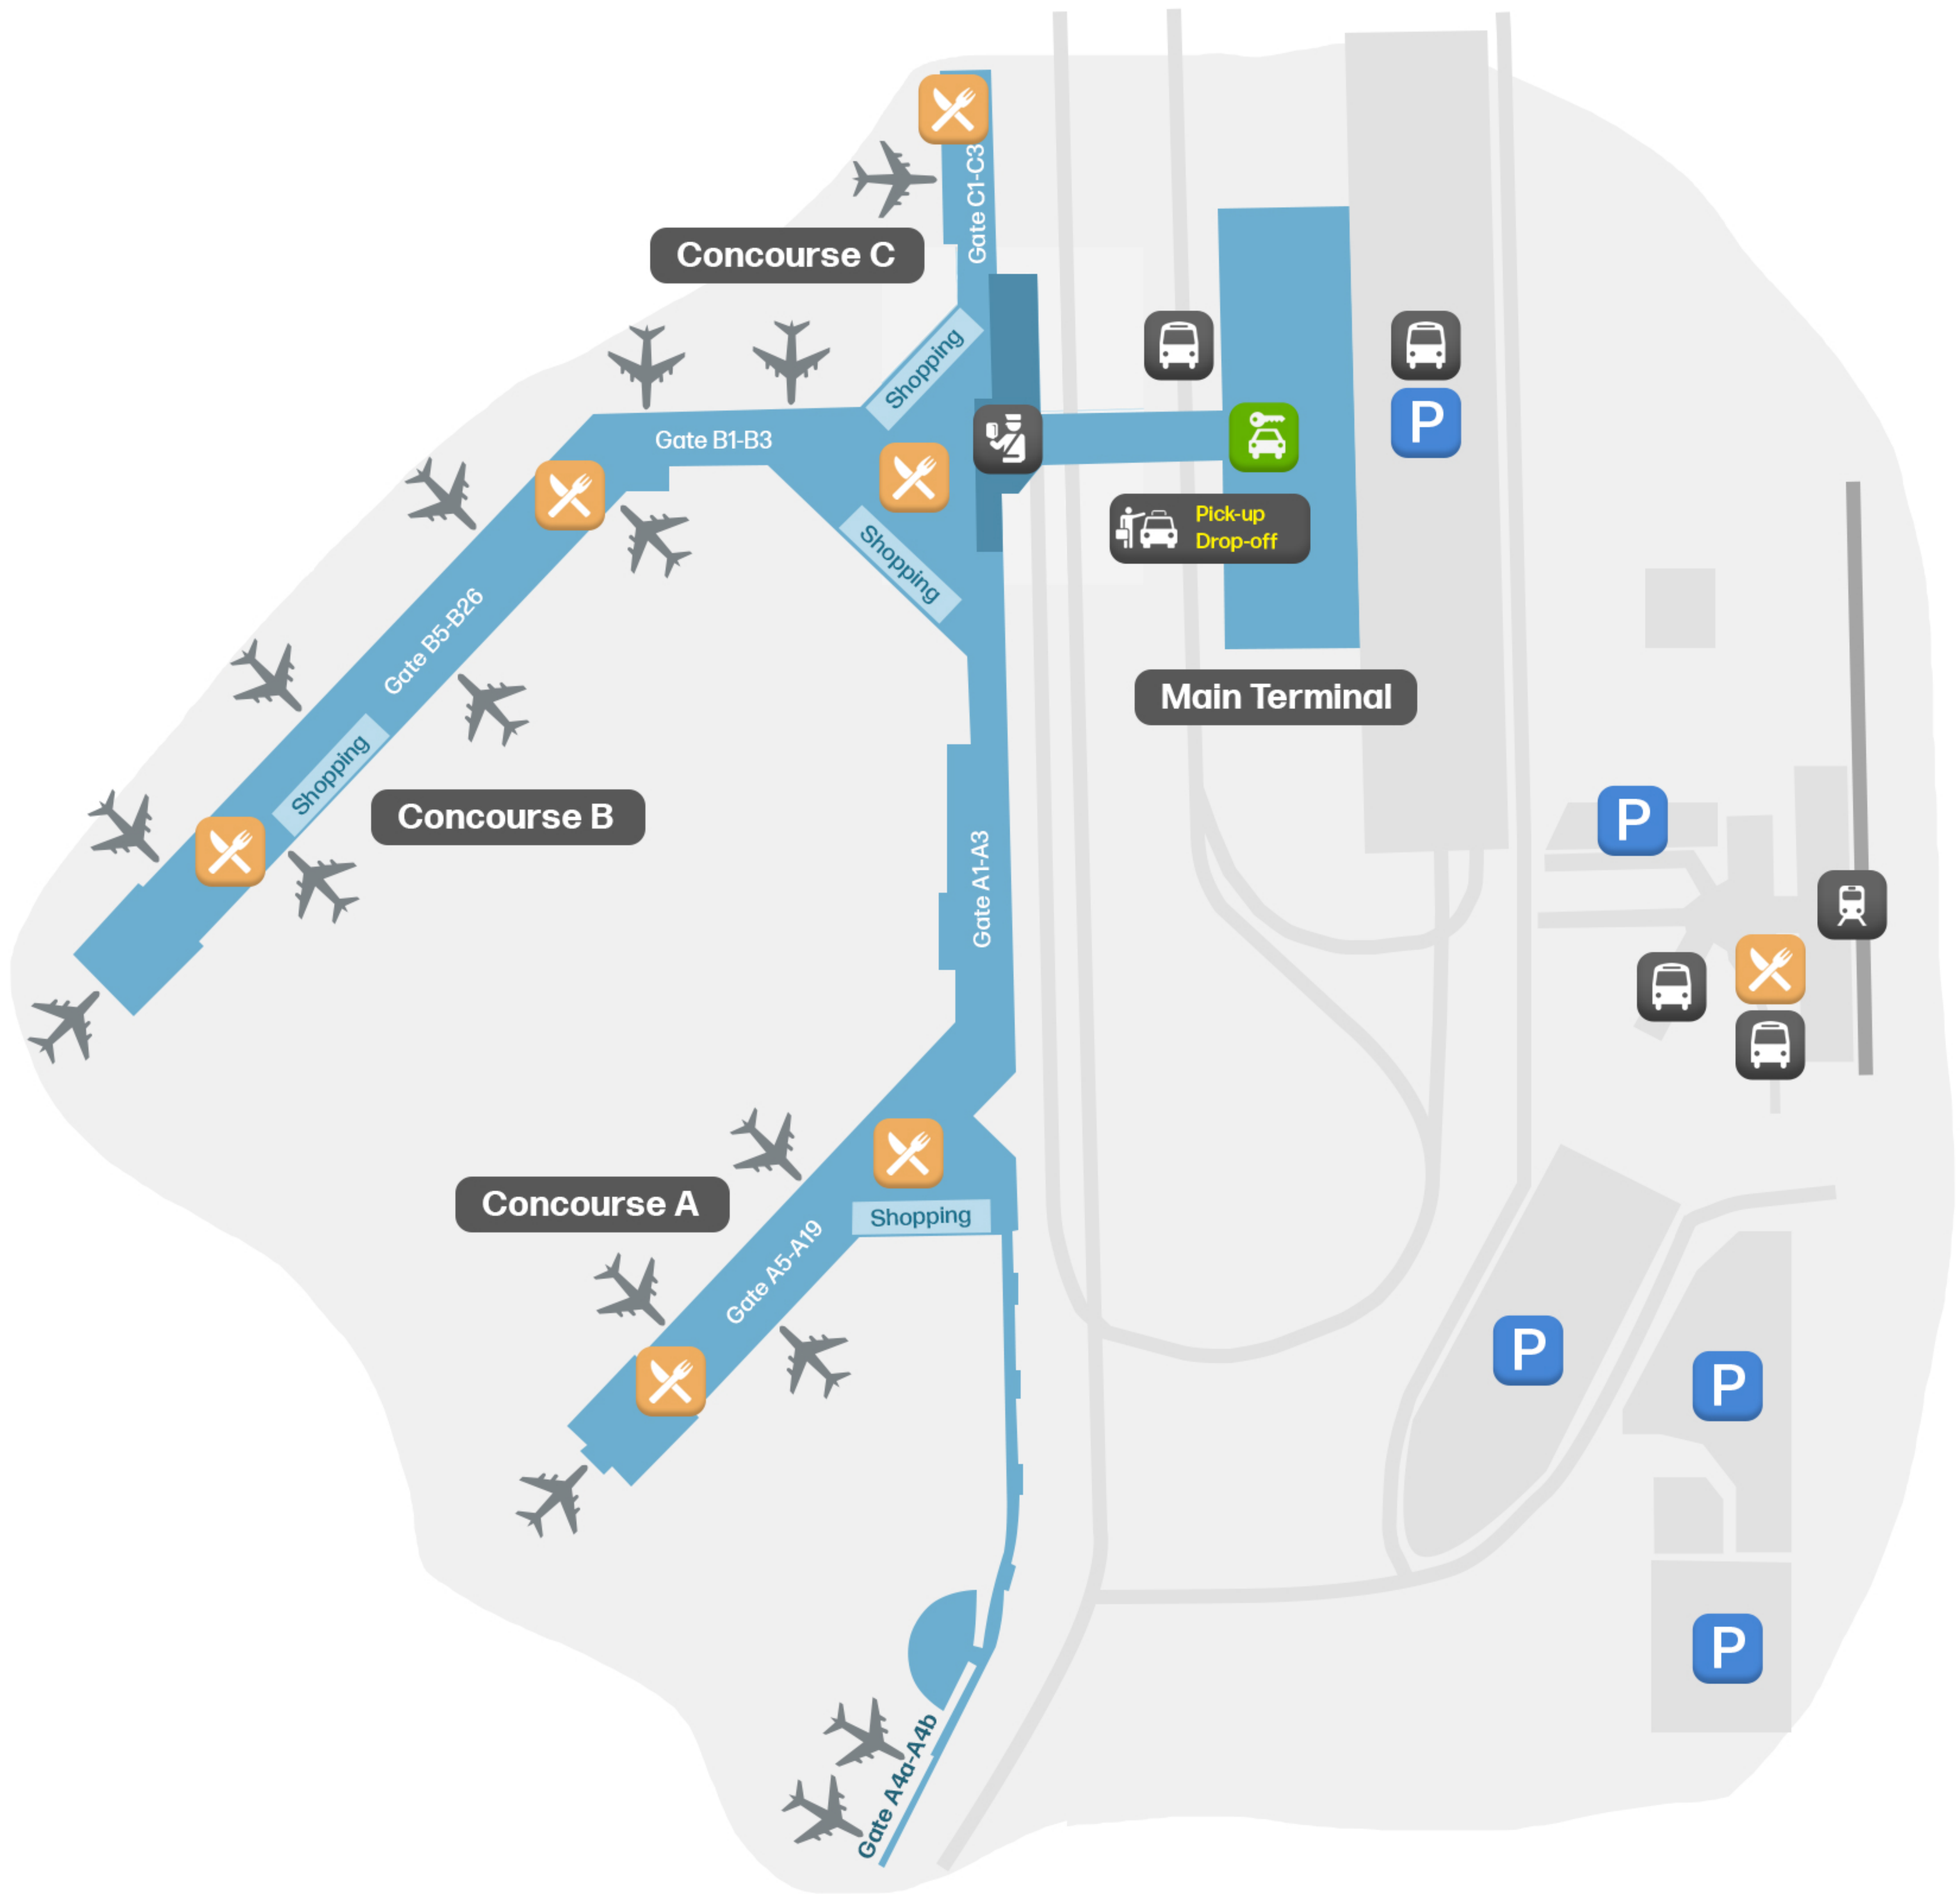 Gate C1-C3
Concourse C
Shopping
Gate B1-B3
Pick-up
Drop-off
Shopping
Gate B5-B26
Main Terminal
Shopping
Concourse B
P
P
Gate A1-A3
Concourse A
Shopping
Gate A5-A19
P
P
P
Gate A4a-A4b